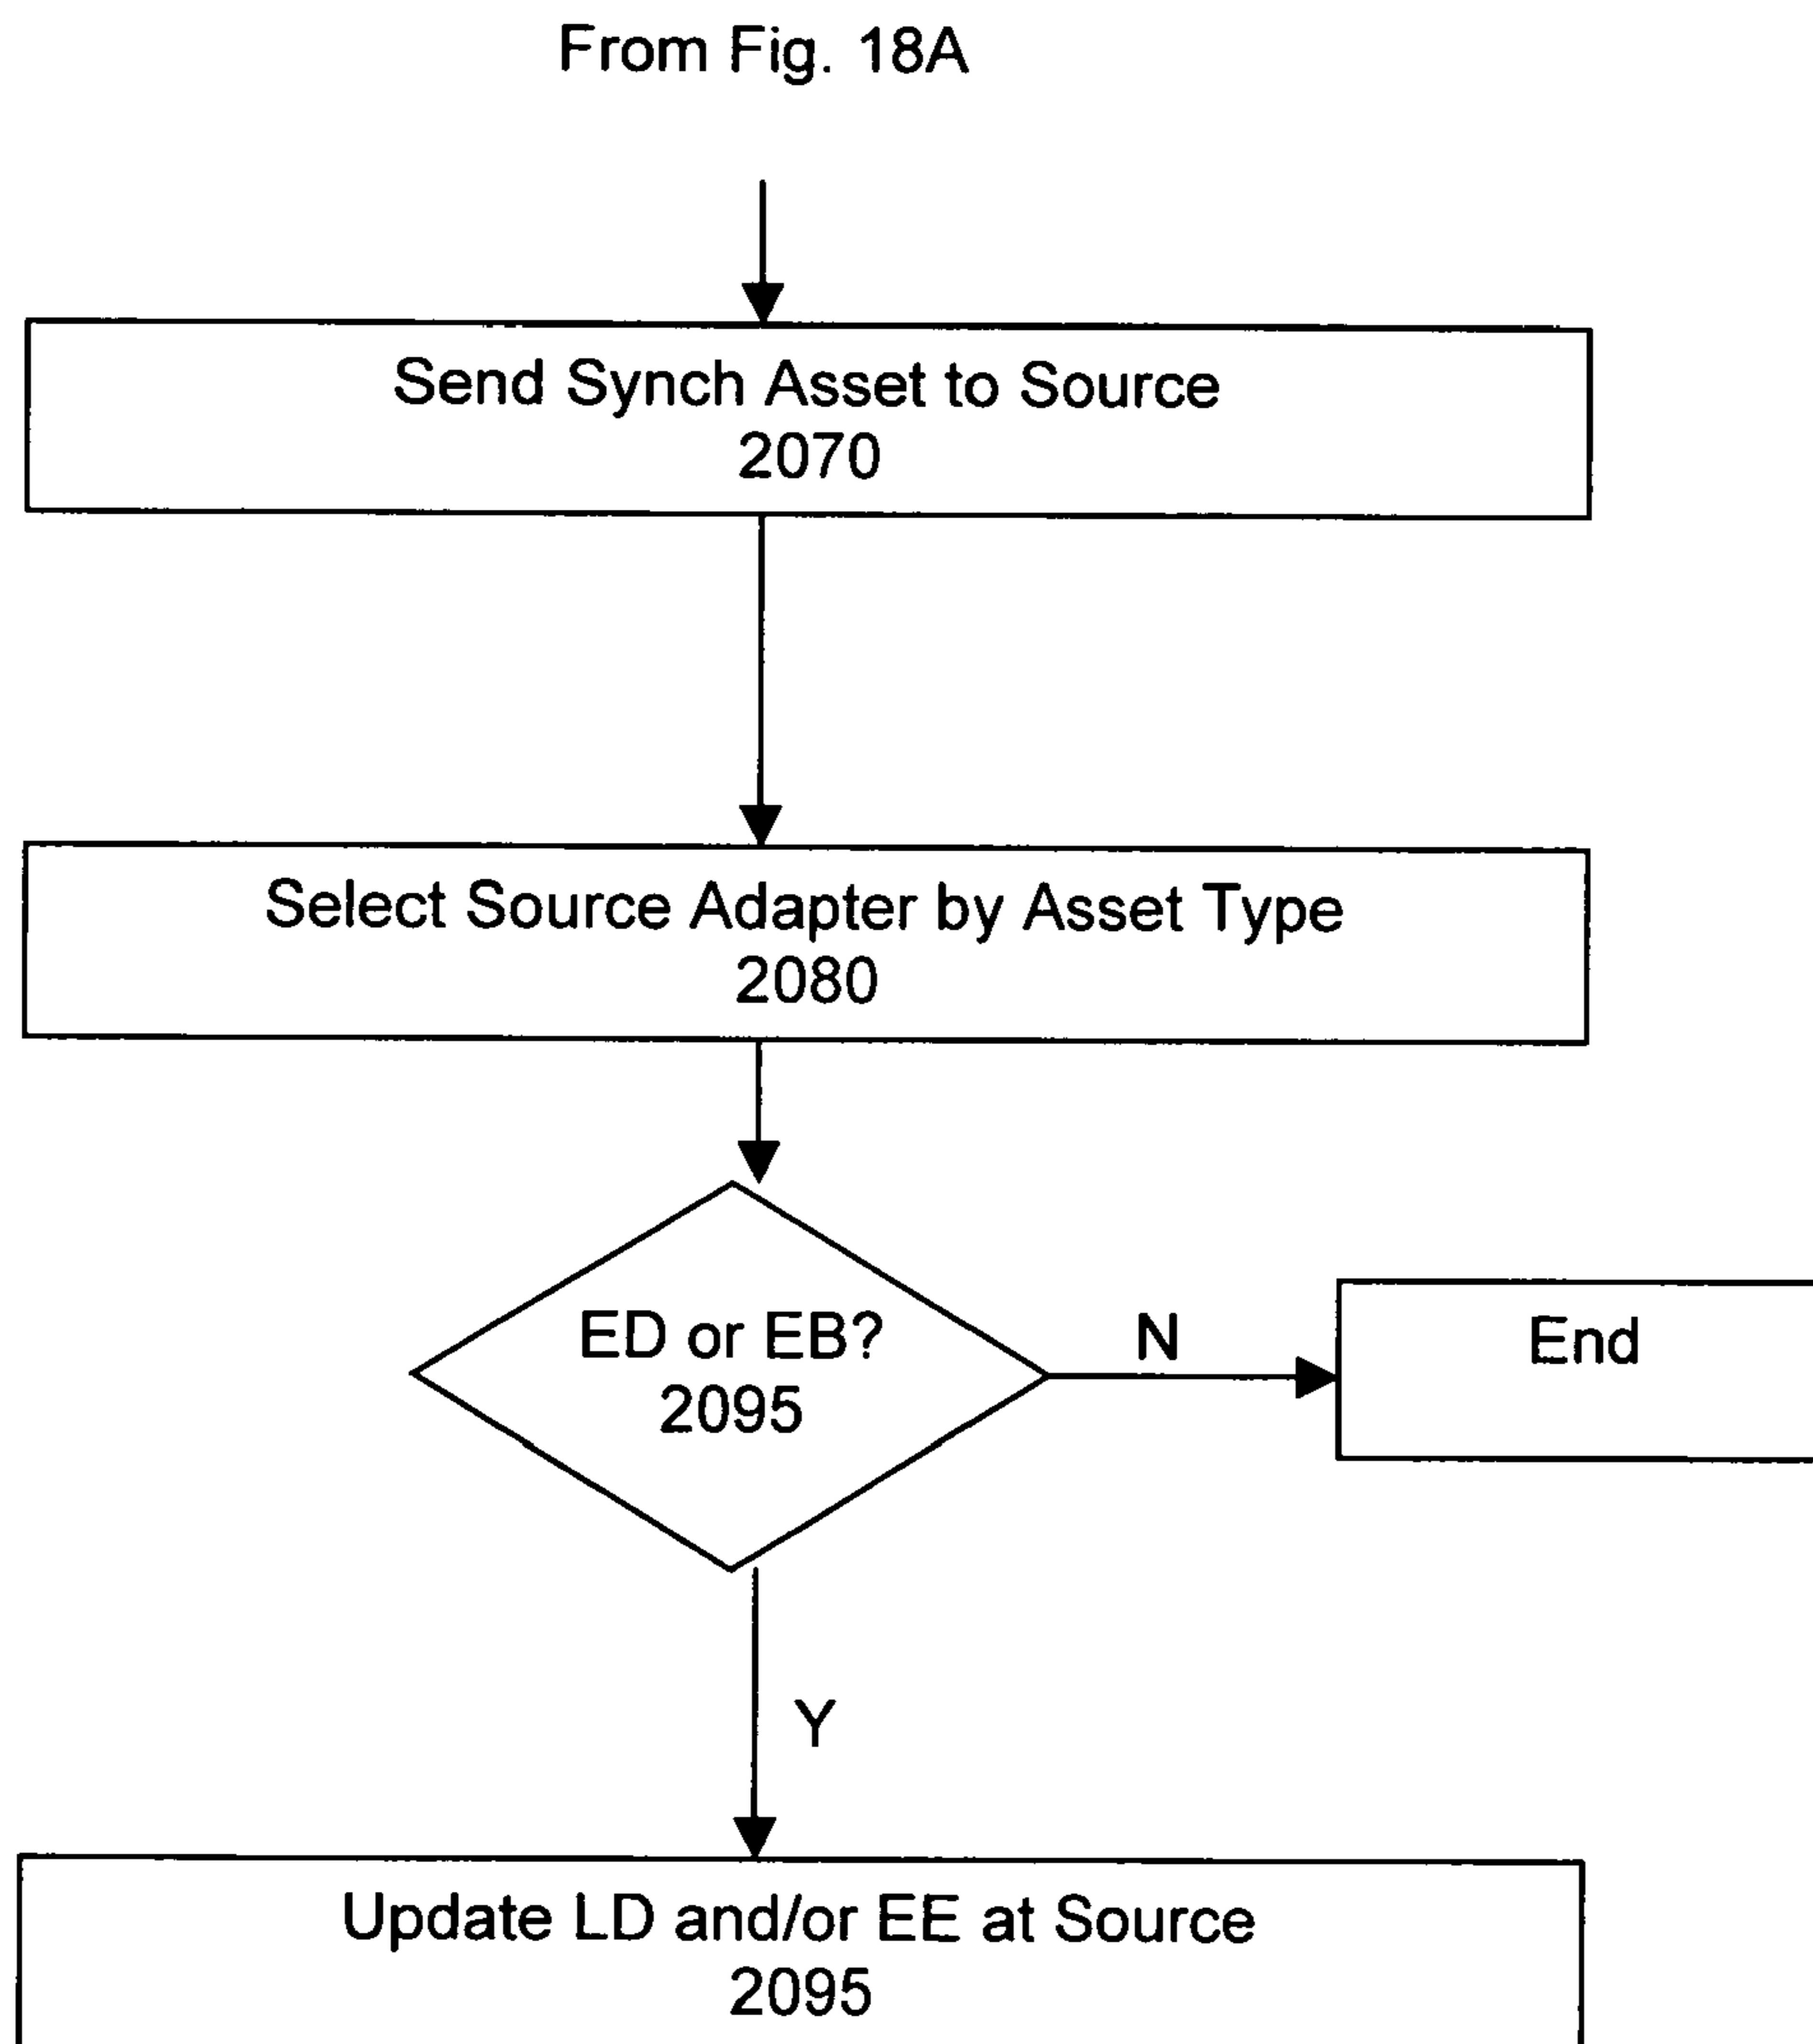 From Fig. 18A
Send Synch Asset to Source
2070
Select Source Adapter by Asset Type
2080
ED or EB?
2095
N
End
Y
Update LD and/or EE at Source
2095